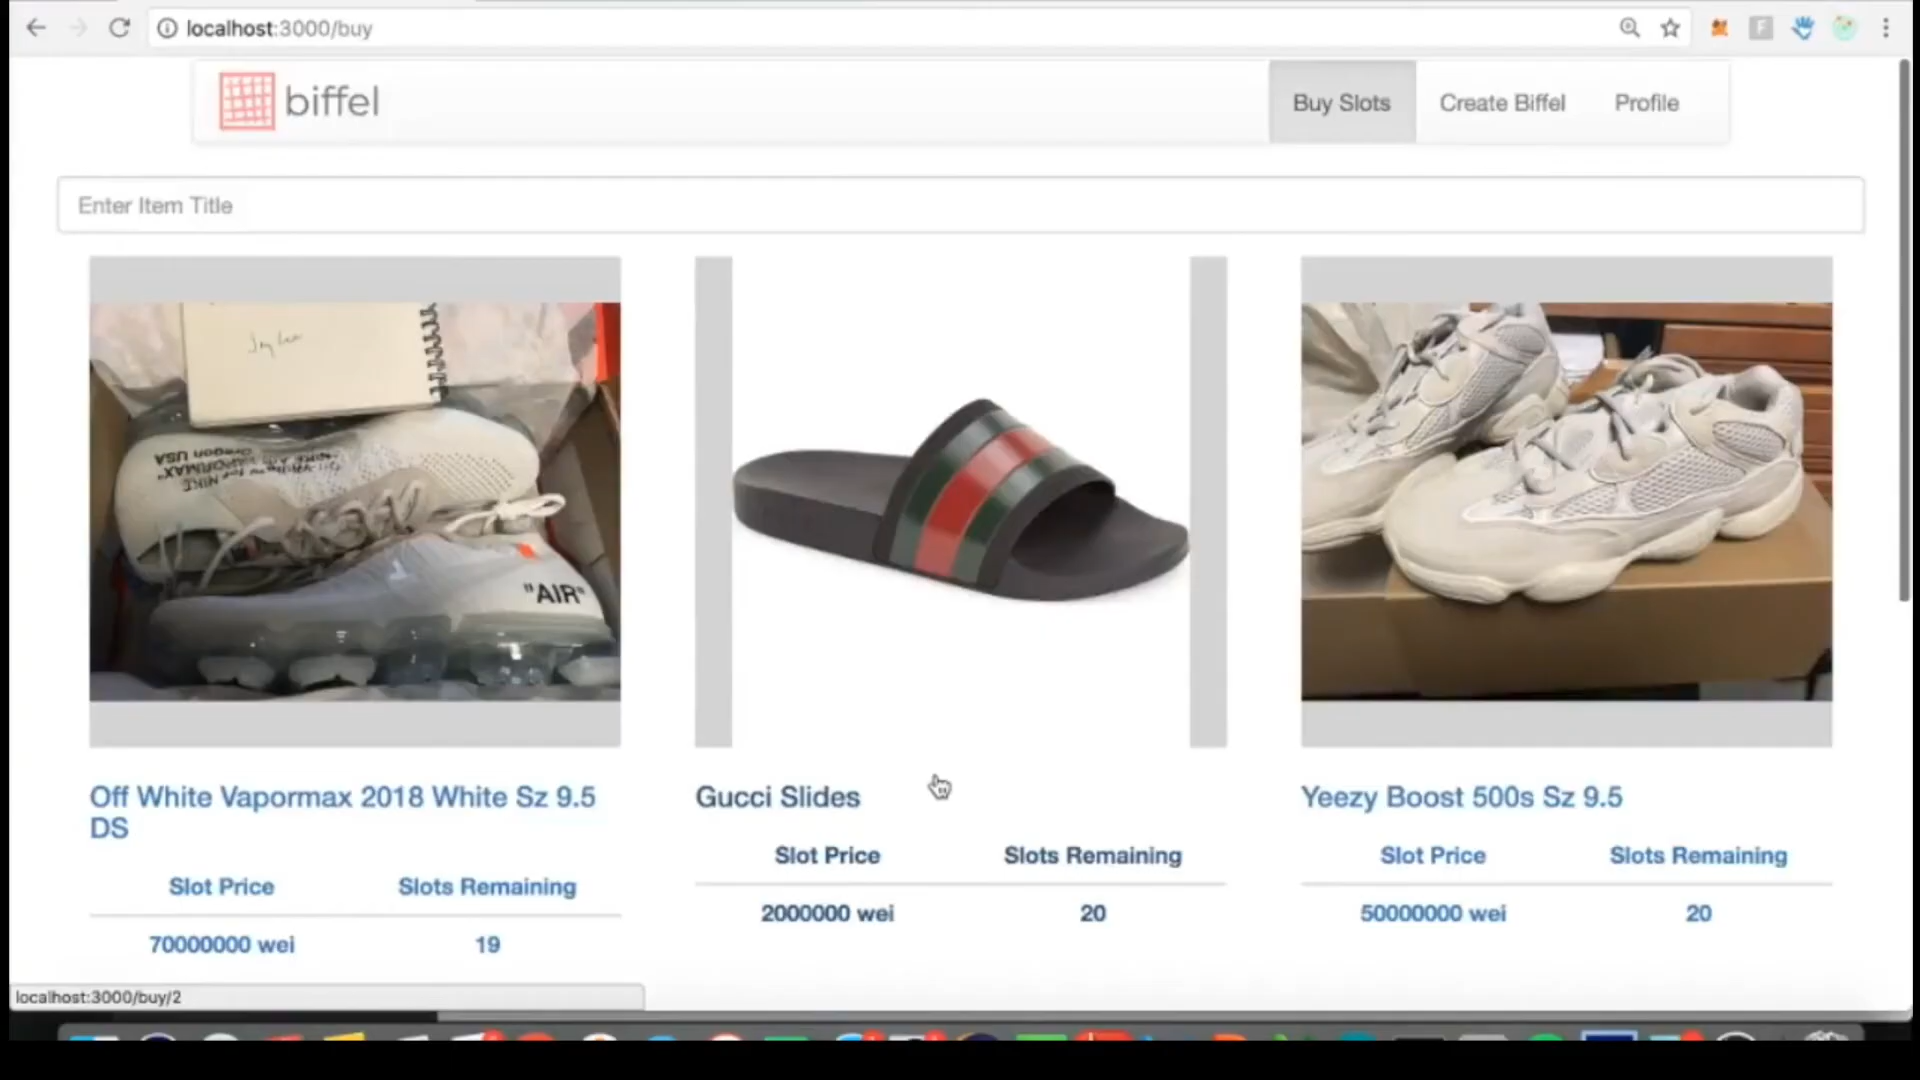 localhost:3000/buy
biffel
Buy Slots
Create Biffel
Profile
Enter Item Title
"AIR"
Off White Vapormax 2018 White Sz 9.5
DS
Slot Price
Slots Remaining
70000000 wei
19
Gucci Slides
Slot Price
Slots Remaining
2000000 wei
20
Yeezy Boost 500s Sz 9.5
Slot Price
Slots Remaining
50000000 wei
20
localhost:3000/buy/2